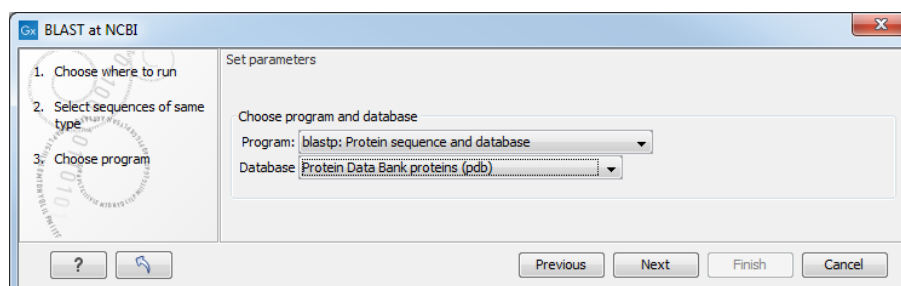 Gx BLAST at NCBI
1. Choose where to run
2. Select sequences of same
type
3. Choose program
Set parameters
Choose program and database
Program: blastp: Protein sequence and database
Database Protein Data Bank proteins (pdb)
? Previous Next Finish Cancel